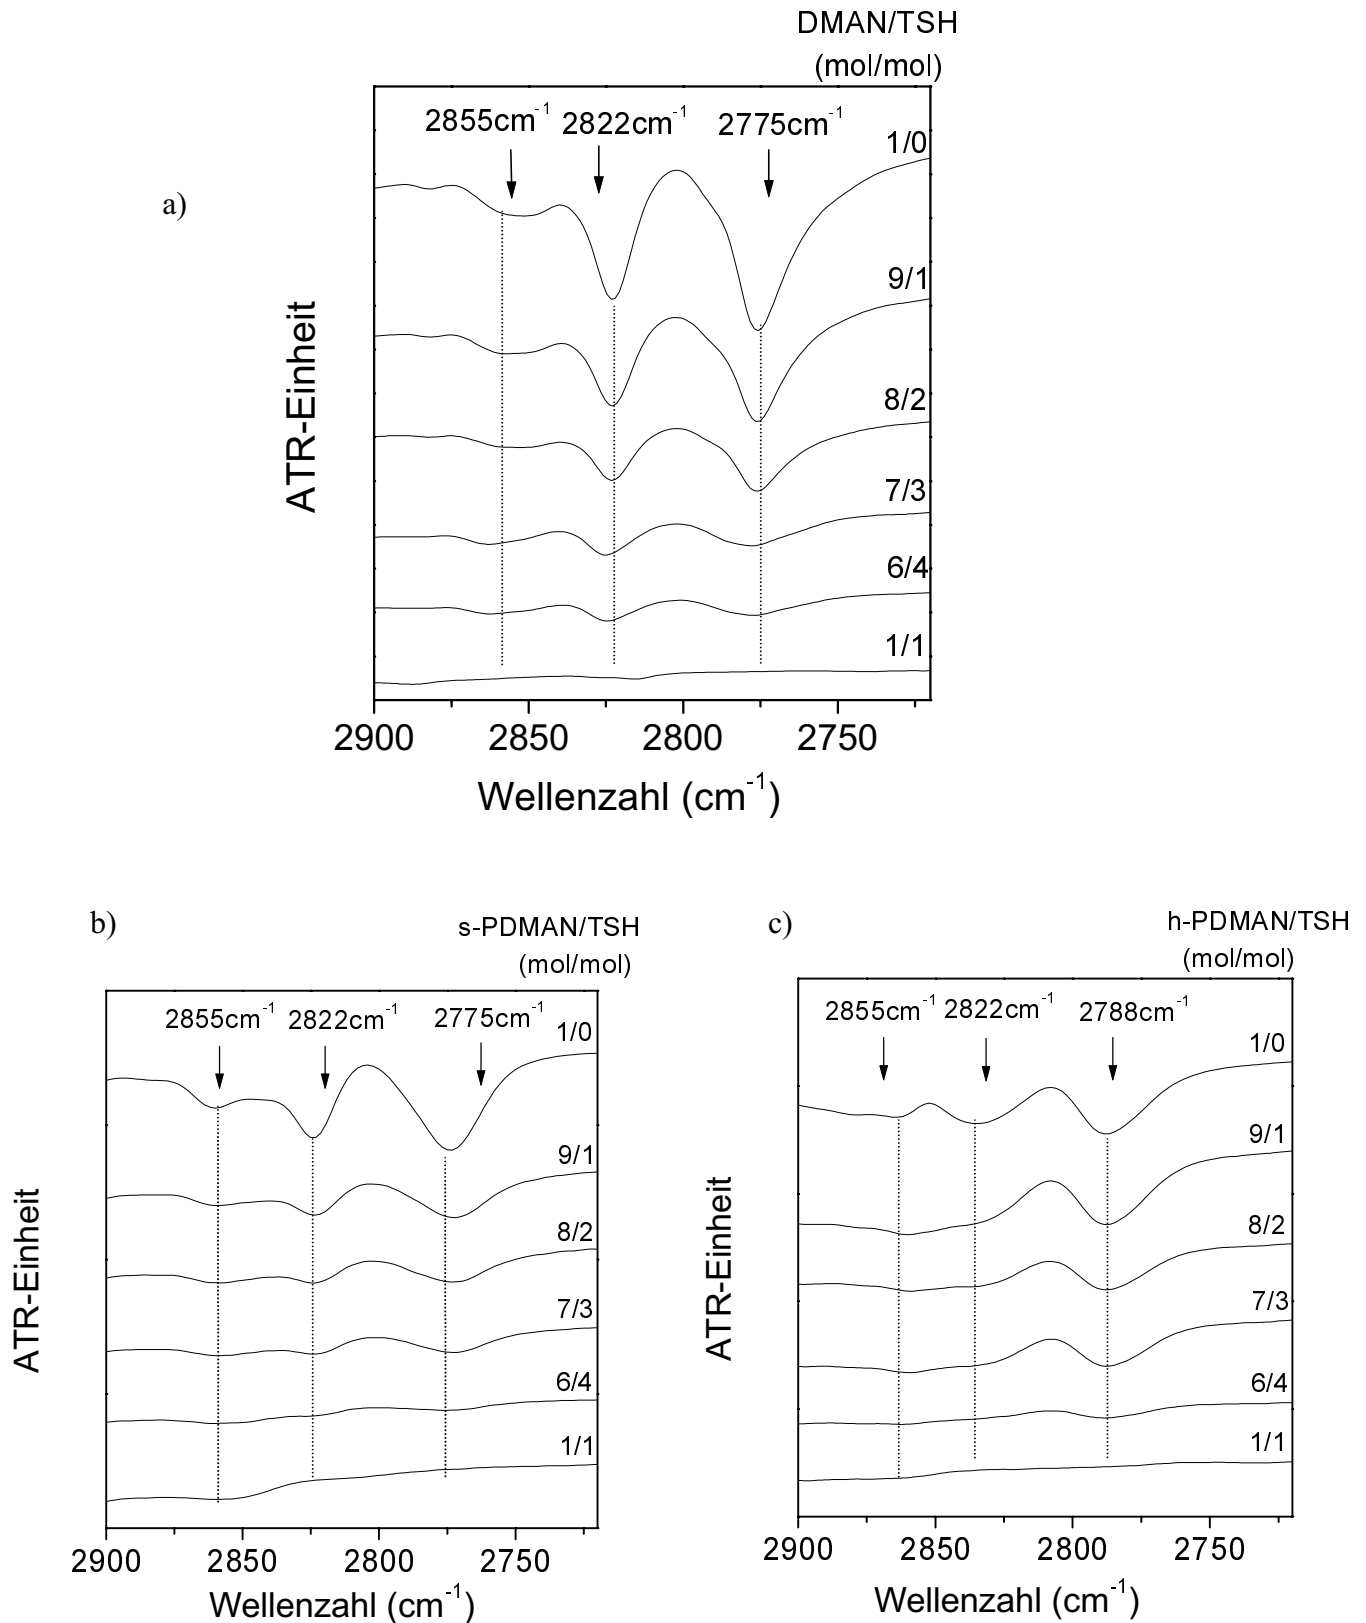 DMAN/TSH
(mol/mol)
2855cm⁻¹ 2822cm⁻¹ 2775cm⁻¹
1/0
a)
9/1
8/2
7/3
6/4
1/1
ATR-Einheit
2900 2850 2800 2750
Wellenzahl (cm⁻¹)
b)
s-PDMAN/TSH
(mol/mol)
2855cm⁻¹ 2822cm⁻¹ 2775cm⁻¹
1/0
9/1
8/2
7/3
6/4
1/1
ATR-Einheit
2900 2850 2800 2750
Wellenzahl (cm⁻¹)
c)
h-PDMAN/TSH
(mol/mol)
2855cm⁻¹ 2822cm⁻¹ 2788cm⁻¹
1/0
9/1
8/2
7/3
6/4
1/1
ATR-Einheit
2900 2850 2800 2750
Wellenzahl (cm⁻¹)